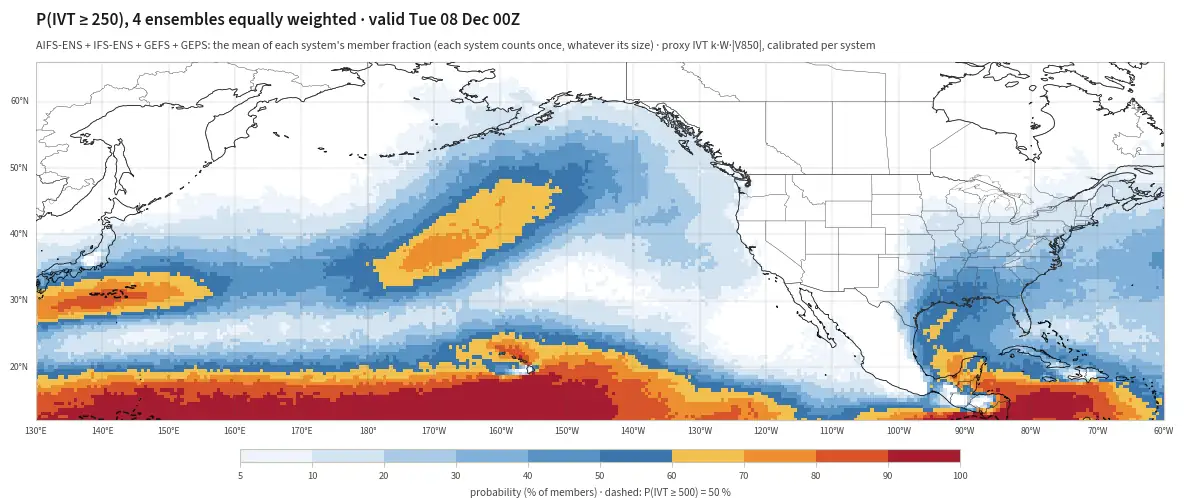 P(IVT ≥ 250), 4 ensembles equally weighted · valid Tue 08 Dec 00Z
AIFS-ENS + IFS-ENS + GEFS + GEPS: the mean of each system's member fraction (each system counts once, whatever its size) · proxy IVT k·W·|V850|, calibrated per system
60°N
50°N
40°N
30°N
20°N
130°E 140°E 150°E 160°E 170°E 180° 170°W 160°W 150°W 140°W 130°W 120°W 110°W 100°W 90°W 80°W 70°W 60°W
5 10 20 30 40 50 60 70 80 90 100
probability (% of members) · dashed: P(IVT ≥ 500) = 50 %